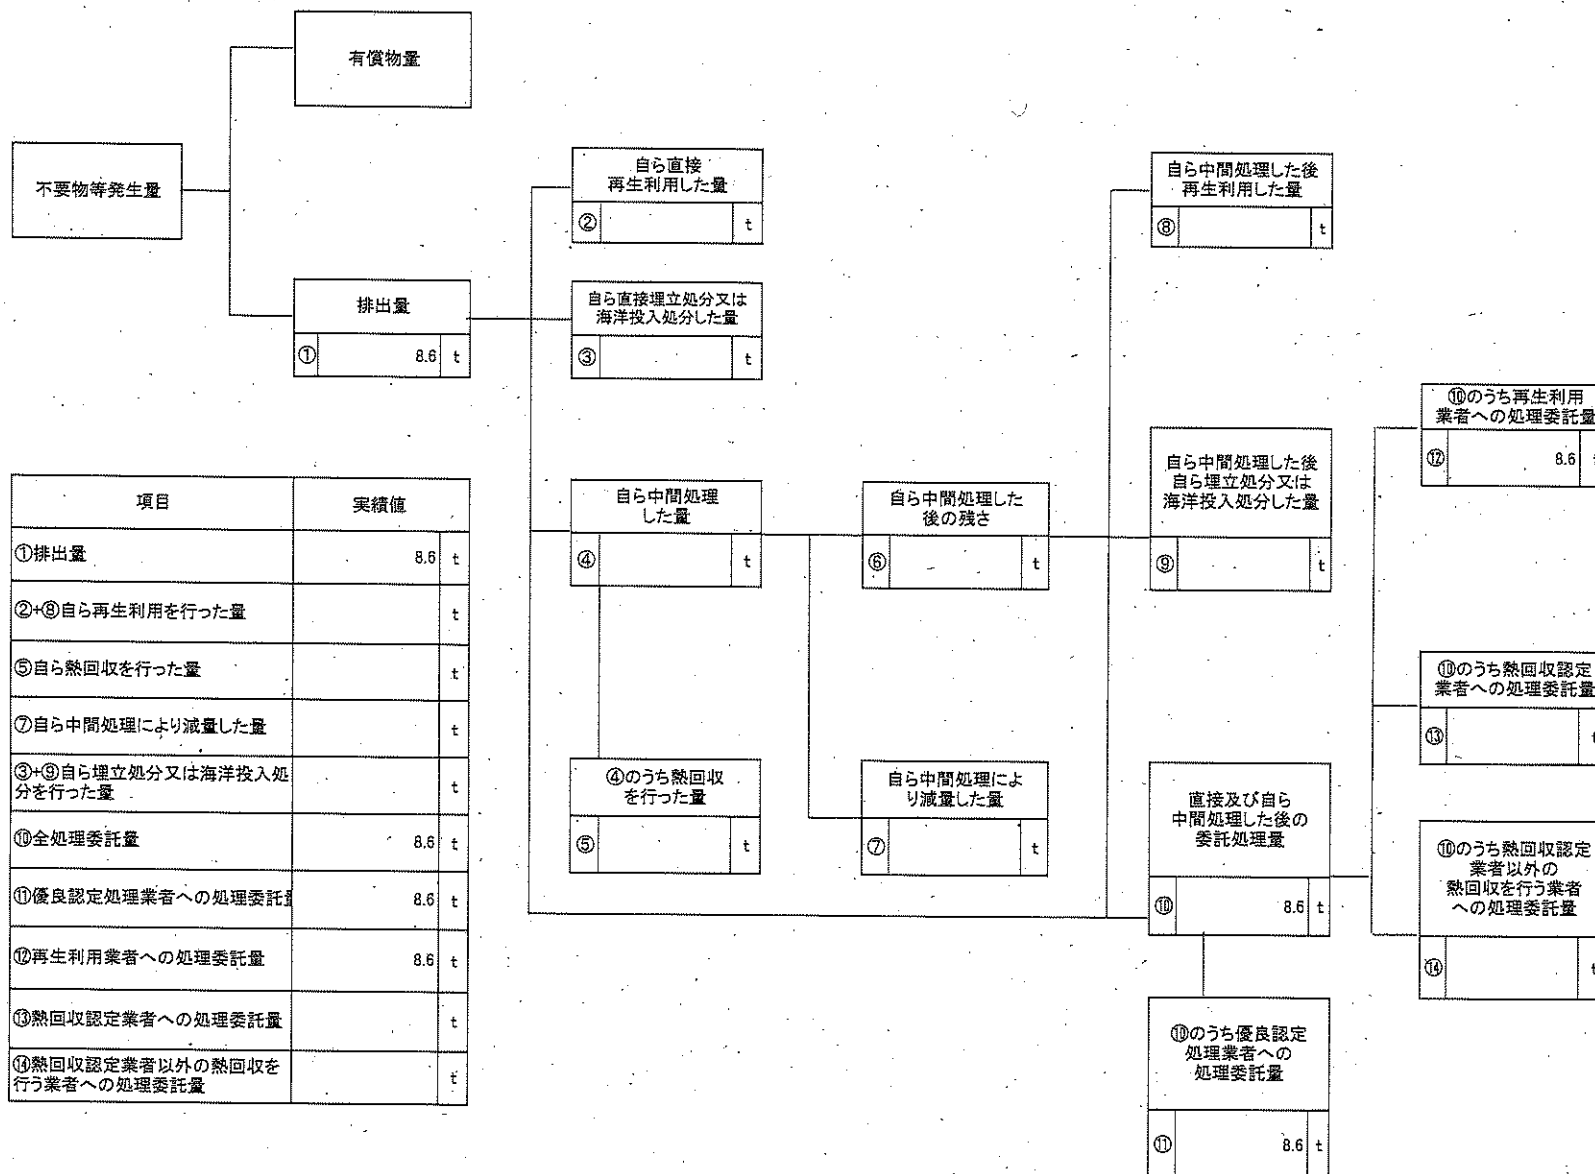 有償物量
不要物等発生量
排出量
① 8.6 t
自ら直接
再生利用した量
② t
自ら直接埋立処分又は
海洋投入処分した量
③ t
自ら中間処理
した量
④ t
④のうち熱回収
を行った量
⑤ t
自ら中間処理した
後の残さ
⑥ t
自ら中間処理によ
り減量した量
⑦ t
自ら中間処理した後
再生利用した量
⑧ t
自ら中間処理した後
自ら埋立処分又は
海洋投入処分した量
⑨ t
直接及び自ら
中間処理した後の
委託処理量
⑩ 8.6 t
⑩のうち優良認定
処理業者への
処理委託量
⑪ 8.6 t
⑩のうち再生利用
業者への処理委託量
⑫ 8.6 t
⑩のうち熱回収認定
業者への処理委託量
⑬ t
⑩のうち熱回収認定
業者以外の
熱回収を行う業者
への処理委託量
⑭ t
項目 実績値
①排出量 8.6 t
②+⑧自ら再生利用を行った量 t
⑤自ら熱回収を行った量 t
⑦自ら中間処理により減量した量 t
③+⑨自ら埋立処分又は海洋投入処
分を行った量 t
⑩全処理委託量 8.6 t
⑪優良認定処理業者への処理委託量 8.6 t
⑫再生利用業者への処理委託量 8.6 t
⑬熱回収認定業者への処理委託量 t
⑭熱回収認定業者以外の熱回収を
行う業者への処理委託量 t